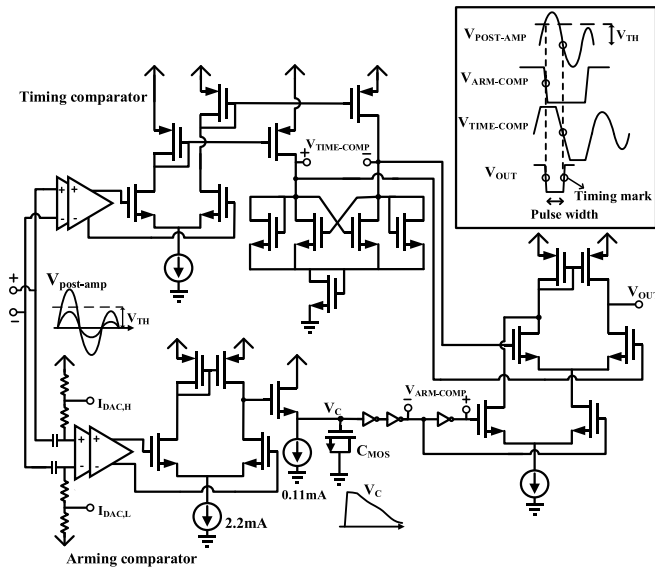 Timing comparator
V_TIME-COMP
+
−
+
-
+
-
+
−
V_post-amp
V_TH
I_DAC,H
+
-
+
-
I_DAC,L
Arming comparator
2.2mA
0.11mA
V_C
C_MOS
V_C
V_ARM-COMP
−
+
V_OUT
V_POST-AMP
V_TH
V_ARM-COMP
V_TIME-COMP
V_OUT
Timing mark
Pulse width